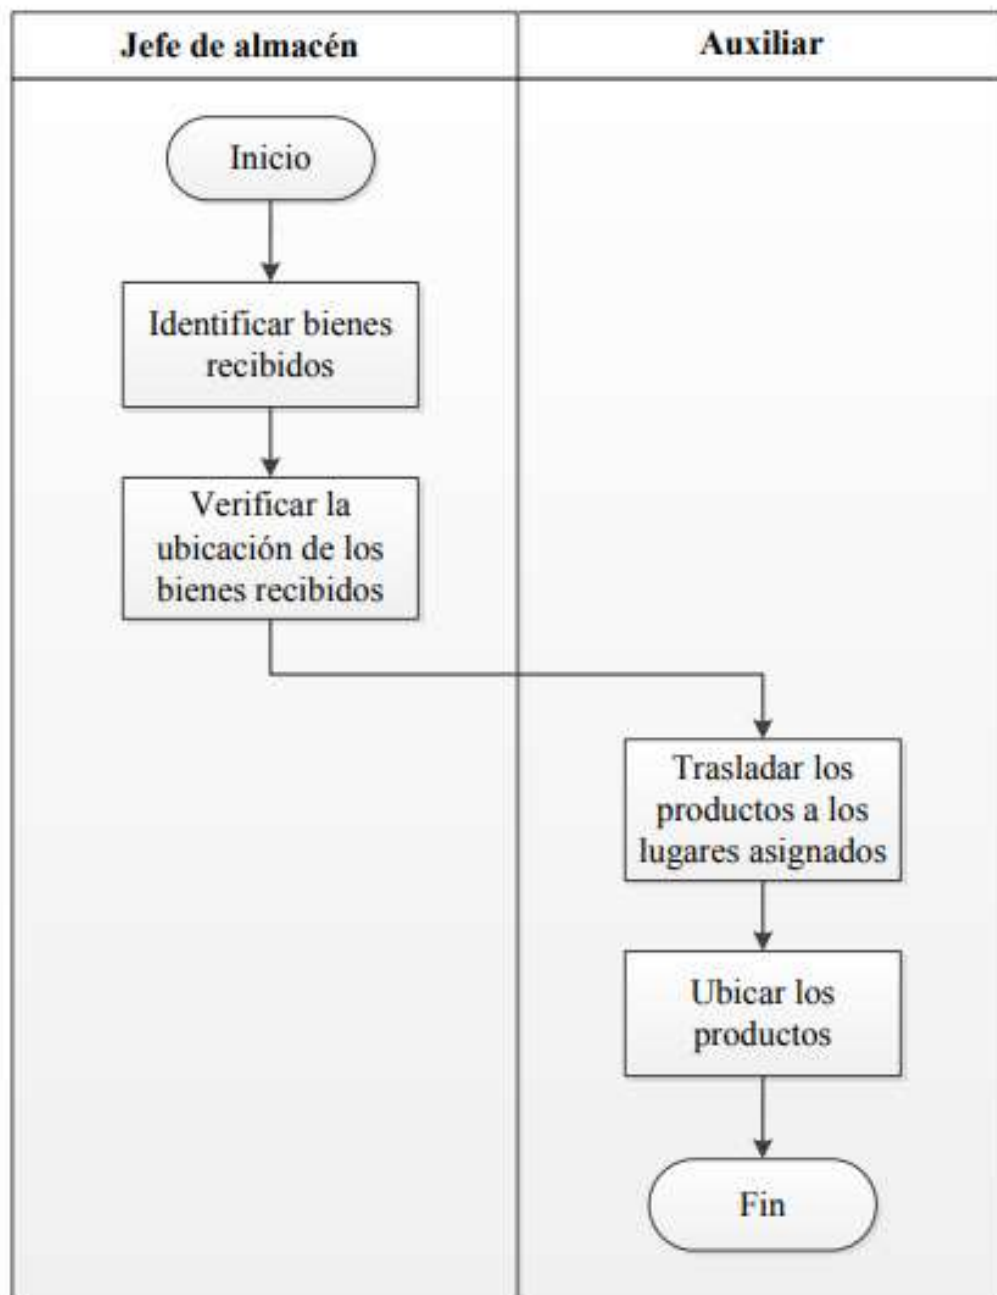 Jefe de almacén
Auxiliar
Inicio
Identificar bienes
recibidos
Verificar la
ubicación de los
bienes recibidos
Trasladar los
productos a los
lugares asignados
Ubicar los
productos
Fin